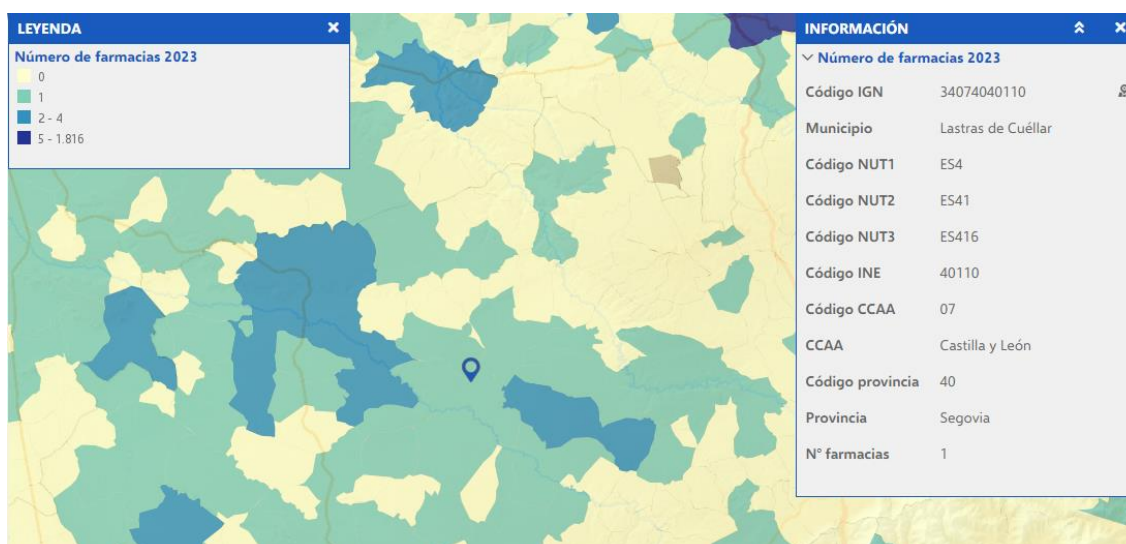 LEYENDA
Número de farmacias 2023
0
1
2 - 4
5 - 1.816
INFORMACIÓN
Número de farmacias 2023
Código IGN 34074040110
Municipio Lastras de Cuéllar
Código NUT1 ES4
Código NUT2 ES41
Código NUT3 ES416
Código INE 40110
Código CCAA 07
CCAA Castilla y León
Código provincia 40
Provincia Segovia
Nº farmacias 1